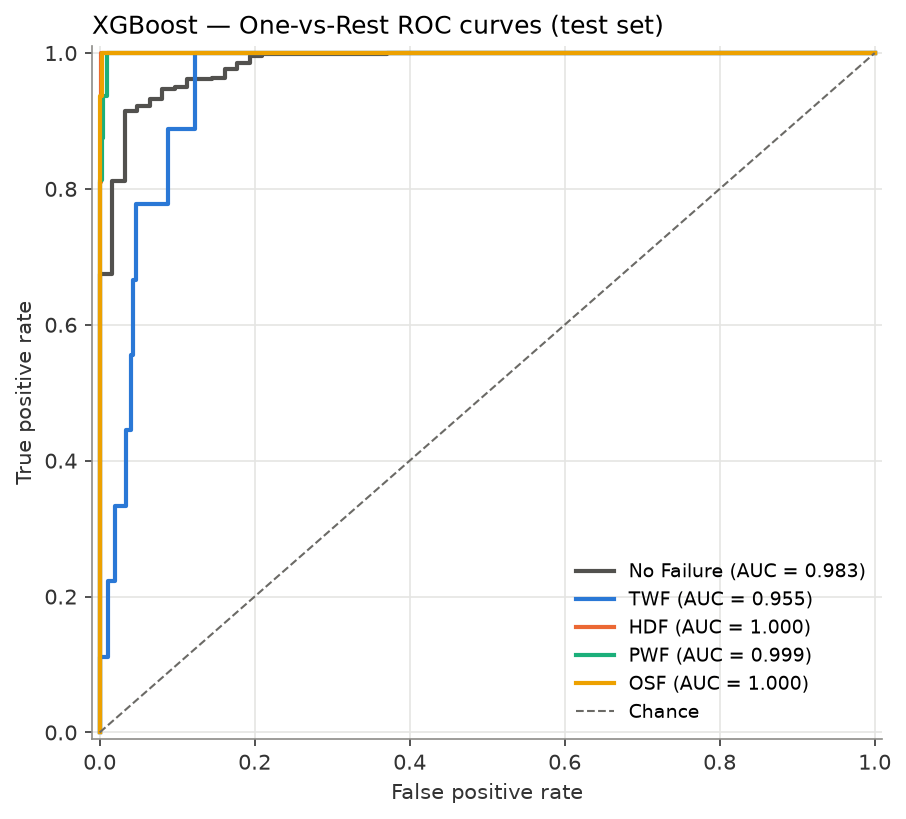 XGBoost — One-vs-Rest ROC curves (test set)
1.0
0.8
0.6
0.4
0.2
0.0
True positive rate
No Failure (AUC = 0.983)
TWF (AUC = 0.955)
HDF (AUC = 1.000)
PWF (AUC = 0.999)
OSF (AUC = 1.000)
Chance
0.0 0.2 0.4 0.6 0.8 1.0
False positive rate